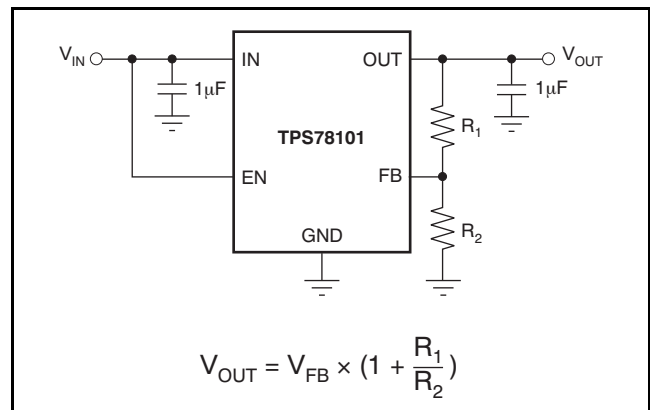 V_IN
IN
OUT
V_OUT
1μF
1μF
R_1
TPS78101
EN
FB
R_2
GND
V_OUT = V_FB × (1 + R_1/R_2)